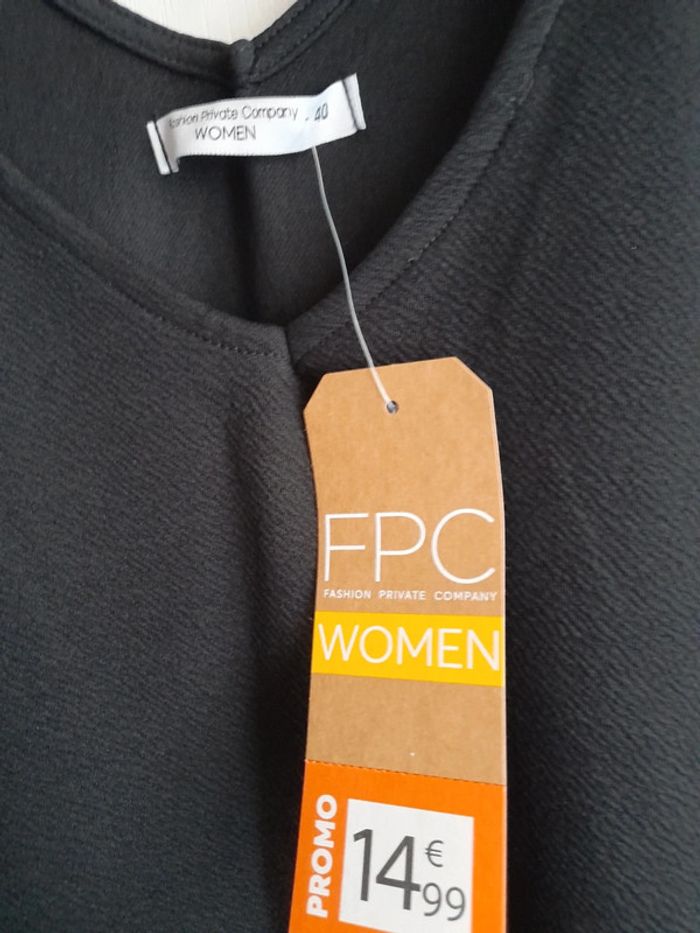 Fashion Private Company - 40
WOMEN
FPC
FASHION PRIVATE COMPANY
WOMEN
PROMO
14€99